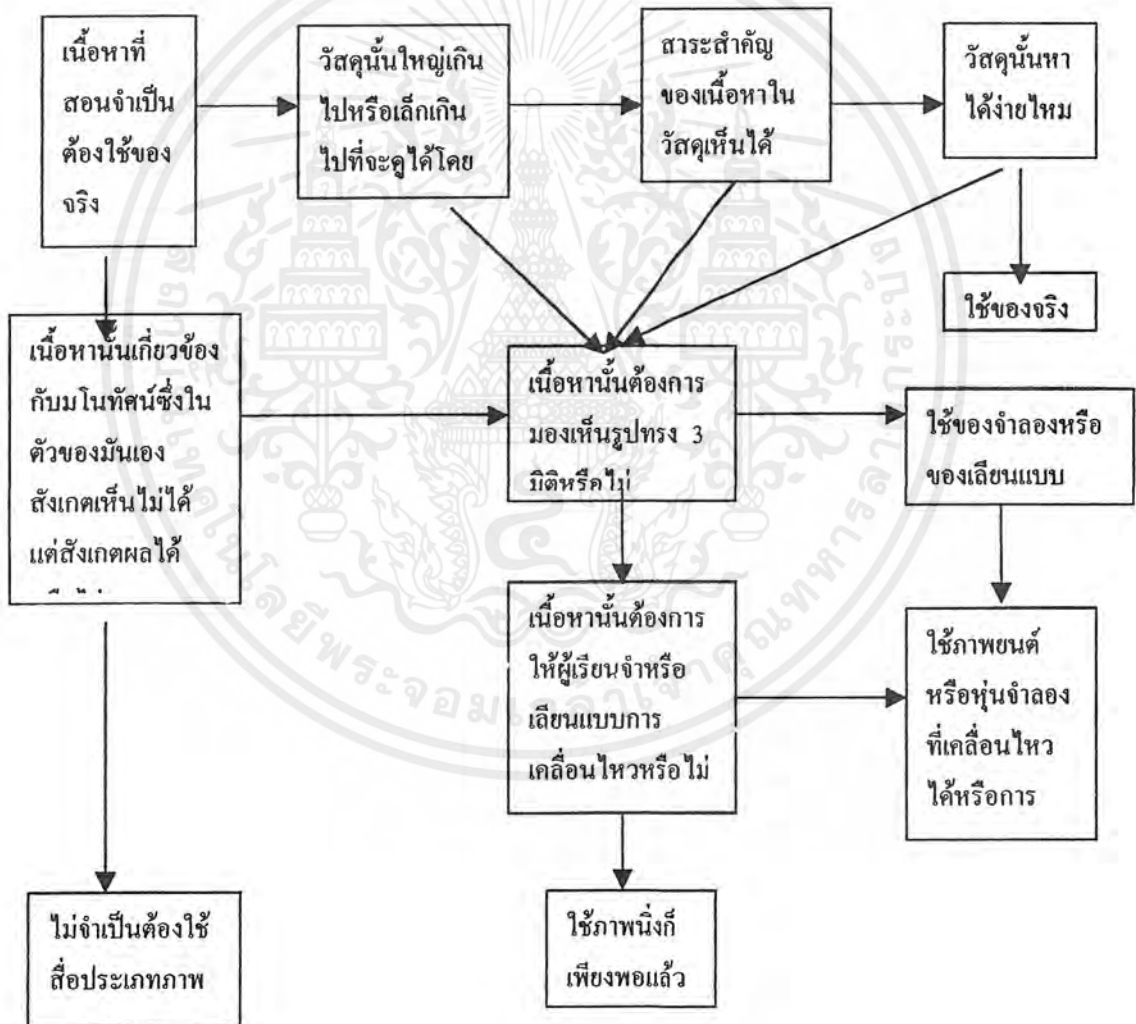 เนื้อหาที่
สอนจำเป็น
ต้องใช้ของ
จริง
วัสดุนั้นใหญ่เกิน
ไปหรือเล็กเกิน
ไปที่จะดูได้โดย
สาระสำคัญ
ของเนื้อหาใน
วัสดุเห็นได้
วัสดุนั้นหา
ได้ง่ายไหม
ใช้ของจริง
เนื้อหานั้นเกี่ยวข้อง
กับมโนทัศน์ซึ่งใน
ตัวของมันเอง
สังเกตเห็นไม่ได้
แต่สังเกตผลได้
เนื้อหานั้นต้องการ
มองเห็นรูปทรง 3
มิติหรือไม่
ใช้ของจำลองหรือ
ของเลียนแบบ
เนื้อหานั้นต้องการ
ให้ผู้เรียนจำหรือ
เลียนแบบการ
เคลื่อนไหวหรือไม่
ใช้ภาพยนต์
หรือหุ่นจำลอง
ที่เคลื่อนไหว
ได้หรือการ
ไม่จำเป็นต้องใช้
สื่อประเภทภาพ
ใช้ภาพนิ่งก็
เพียงพอแล้ว